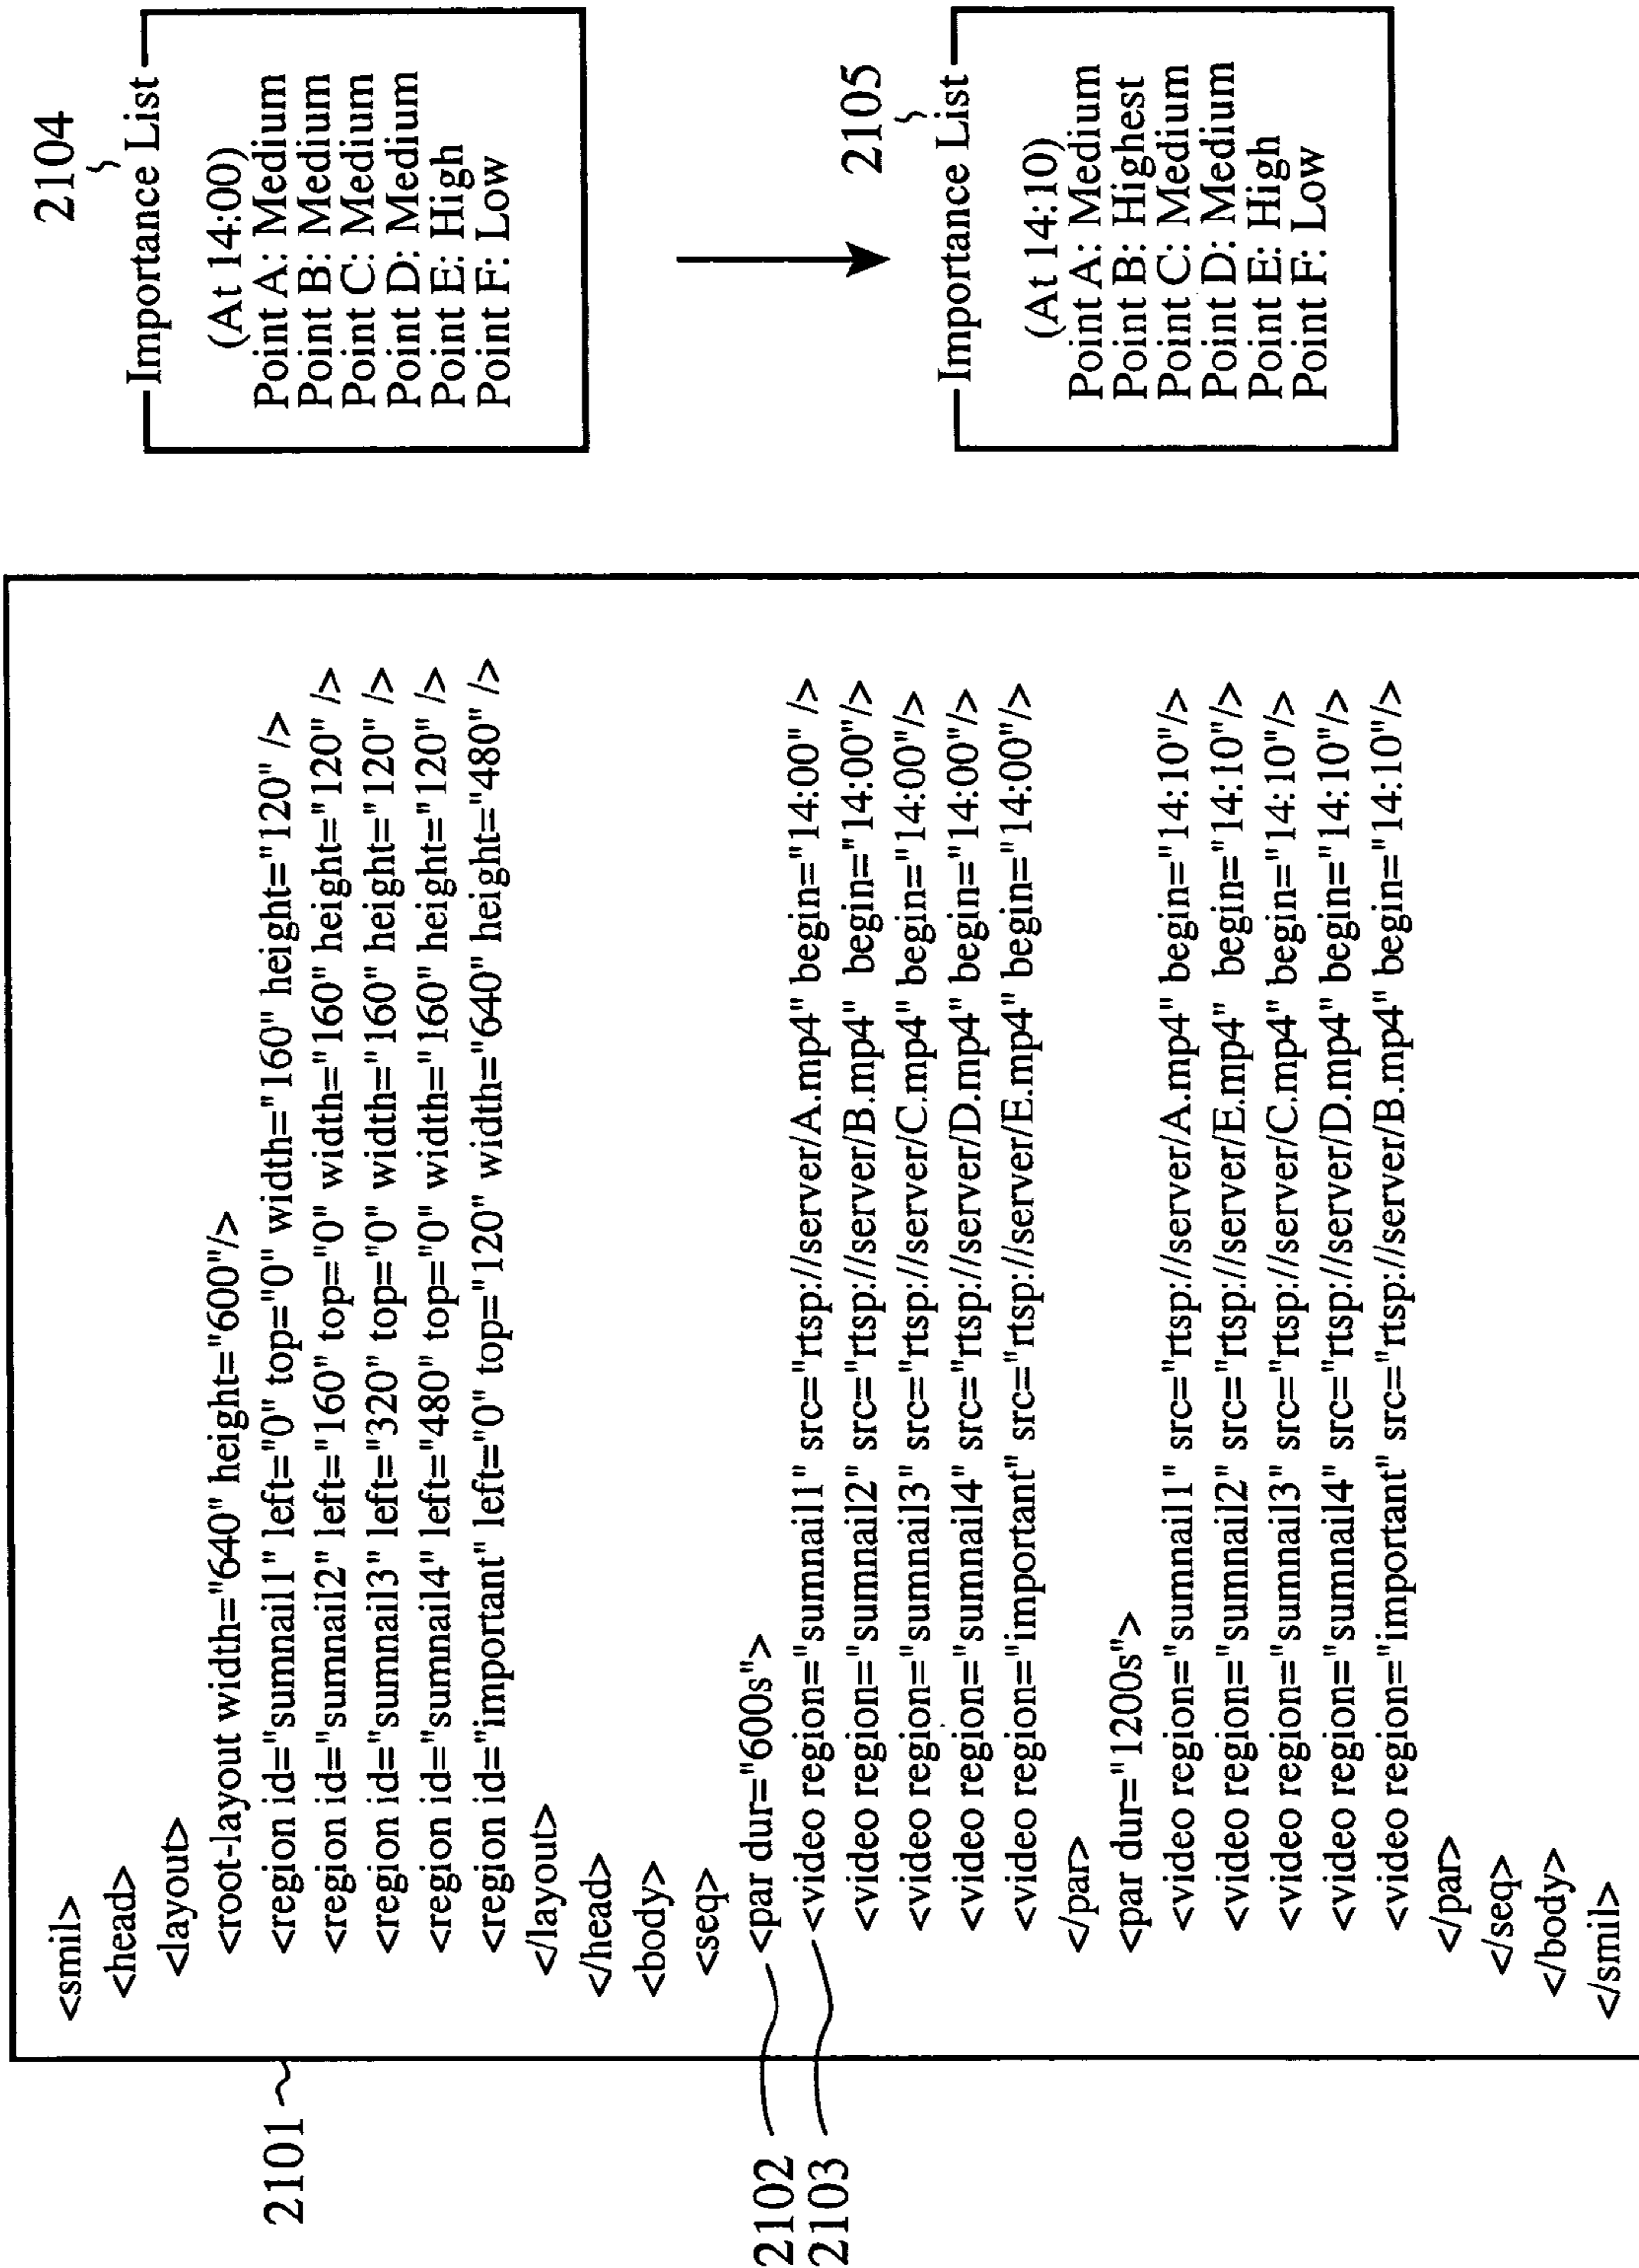 2101
2102
2103
<smil>
<head>
<layout>
<root-layout width="640" height="600"/>
<region id="sumnail1" left="0" top="0" width="160" height="120" />
<region id="sumnail2" left="160" top="0" width="160" height="120" />
<region id="sumnail3" left="320" top="0" width="160" height="120" />
<region id="sumnail4" left="480" top="0" width="160" height="120" />
<region id="important" left="0" top="120" width="640" height="480" />
</layout>
</head>
<body>
<seq>
<par dur="600s">
<video region="sumnail1" src="rtsp://server/A.mp4" begin="14:00" />
<video region="sumnail2" src="rtsp://server/B.mp4" begin="14:00"/>
<video region="sumnail3" src="rtsp://server/C.mp4" begin="14:00"/>
<video region="sumnail4" src="rtsp://server/D.mp4" begin="14:00"/>
<video region="important" src="rtsp://server/E.mp4" begin="14:00"/>
</par>
<par dur="1200s">
<video region="sumnail1" src="rtsp://server/A.mp4" begin="14:10"/>
<video region="sumnail2" src="rtsp://server/E.mp4" begin="14:10"/>
<video region="sumnail3" src="rtsp://server/C.mp4" begin="14:10"/>
<video region="sumnail4" src="rtsp://server/D.mp4" begin="14:10"/>
<video region="important" src="rtsp://server/B.mp4" begin="14:10"/>
</par>
</seq>
</body>
</smil>
2104
Importance List
(At 14:00)
Point A: Medium
Point B: Medium
Point C: Medium
Point D: Medium
Point E: High
Point F: Low
2105
Importance List
(At 14:10)
Point A: Medium
Point B: Highest
Point C: Medium
Point D: Medium
Point E: High
Point F: Low